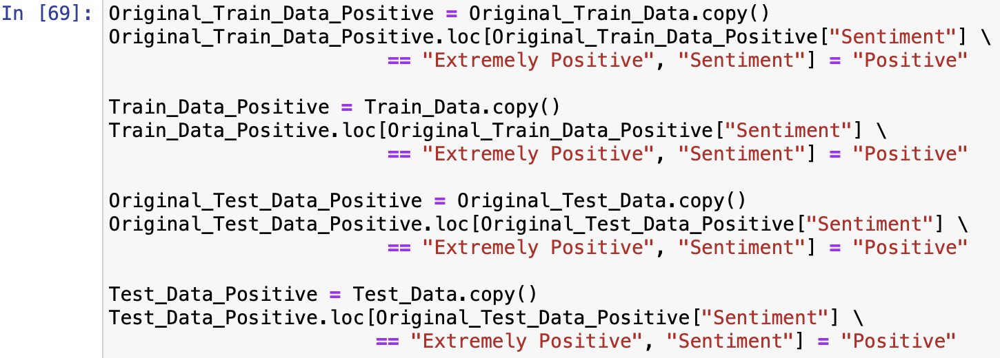 In [69]: Original_Train_Data_Positive = Original_Train_Data.copy()
Original_Train_Data_Positive.loc[Original_Train_Data_Positive["Sentiment"] \
== "Extremely Positive", "Sentiment"] = "Positive"
Train_Data_Positive = Train_Data.copy()
Train_Data_Positive.loc[Original_Train_Data_Positive["Sentiment"] \
== "Extremely Positive", "Sentiment"] = "Positive"
Original_Test_Data_Positive = Original_Test_Data.copy()
Original_Test_Data_Positive.loc[Original_Test_Data_Positive["Sentiment"] \
== "Extremely Positive", "Sentiment"] = "Positive"
Test_Data_Positive = Test_Data.copy()
Test_Data_Positive.loc[Original_Test_Data_Positive["Sentiment"] \
== "Extremely Positive", "Sentiment"] = "Positive"